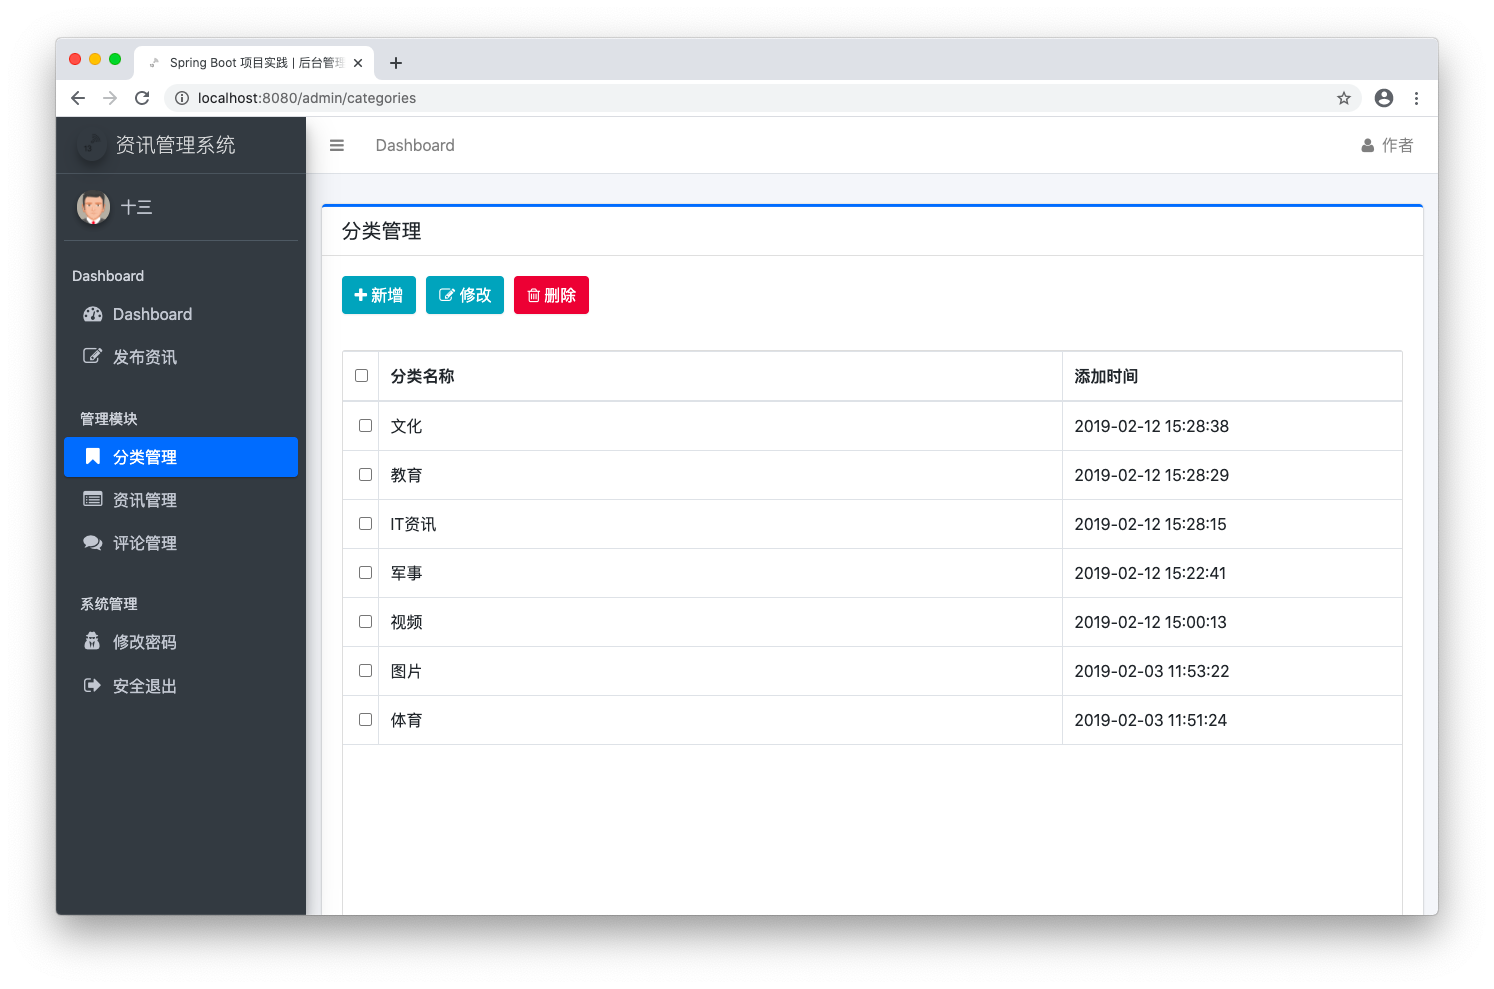 Spring Boot 项目实践 | 后台管理
localhost:8080/admin/categories
资讯管理系统
Dashboard
作者
十三
Dashboard
Dashboard
发布资讯
管理模块
分类管理
资讯管理
评论管理
系统管理
修改密码
安全退出
分类管理
新增 修改 删除
分类名称 添加时间
文化 2019-02-12 15:28:38
教育 2019-02-12 15:28:29
IT资讯 2019-02-12 15:28:15
军事 2019-02-12 15:22:41
视频 2019-02-12 15:00:13
图片 2019-02-03 11:53:22
体育 2019-02-03 11:51:24